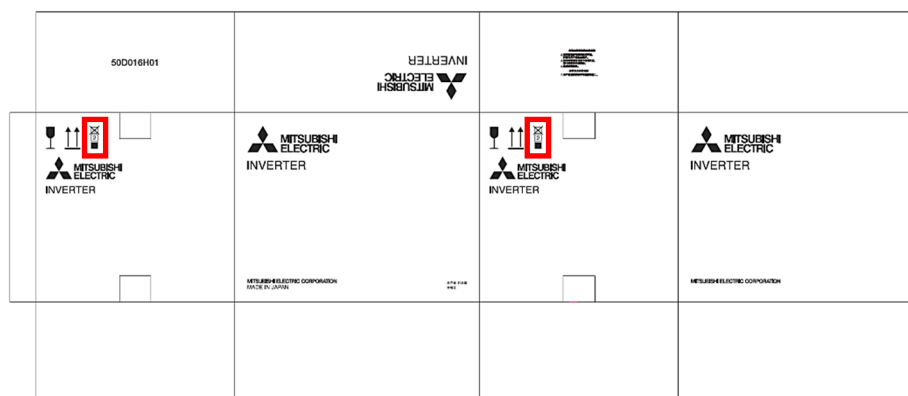 50D016H01
INVERTER
MITSUBISHI
ELECTRIC
MITSUBISHI
ELECTRIC
INVERTER
MITSUBISHI
ELECTRIC
INVERTER
MITSUBISHI ELECTRIC CORPORATION
MADE IN JAPAN
MITSUBISHI
ELECTRIC
INVERTER
MITSUBISHI
ELECTRIC
INVERTER
MITSUBISHI ELECTRIC CORPORATION